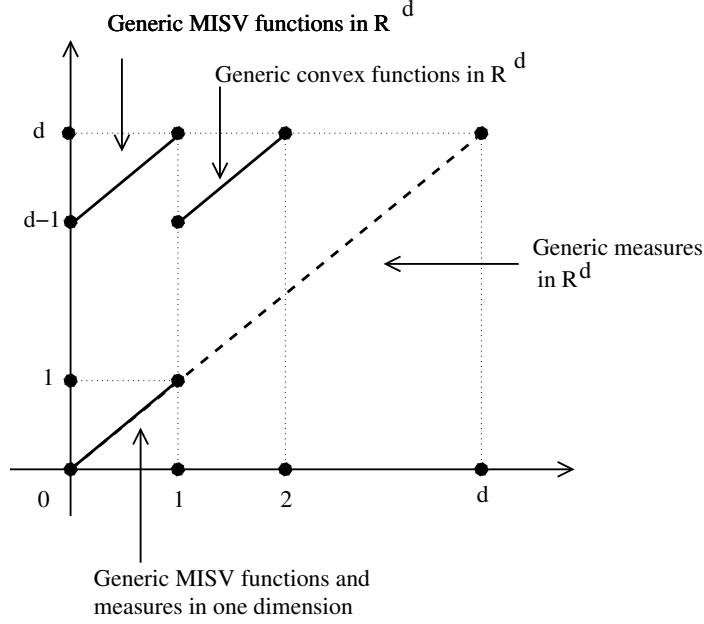 Generic MISV functions in R d
Generic convex functions in R d
d
d−1
Generic measures
in R d
1
0 1 2 d
Generic MISV functions and
measures in one dimension